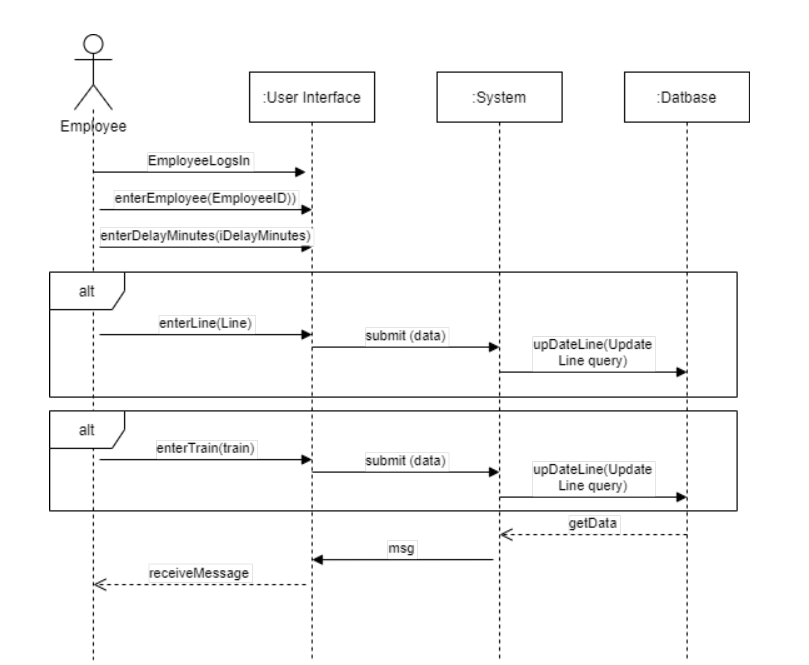 :User Interface
:System
:Datbase
Employee
EmployeeLogsIn
enterEmployee(EmployeeID))
enterDelayMinutes(iDelayMinutes)
alt
enterLine(Line)
submit (data)
upDateLine(Update
Line query)
alt
enterTrain(train)
submit (data)
upDateLine(Update
Line query)
getData
msg
receiveMessage